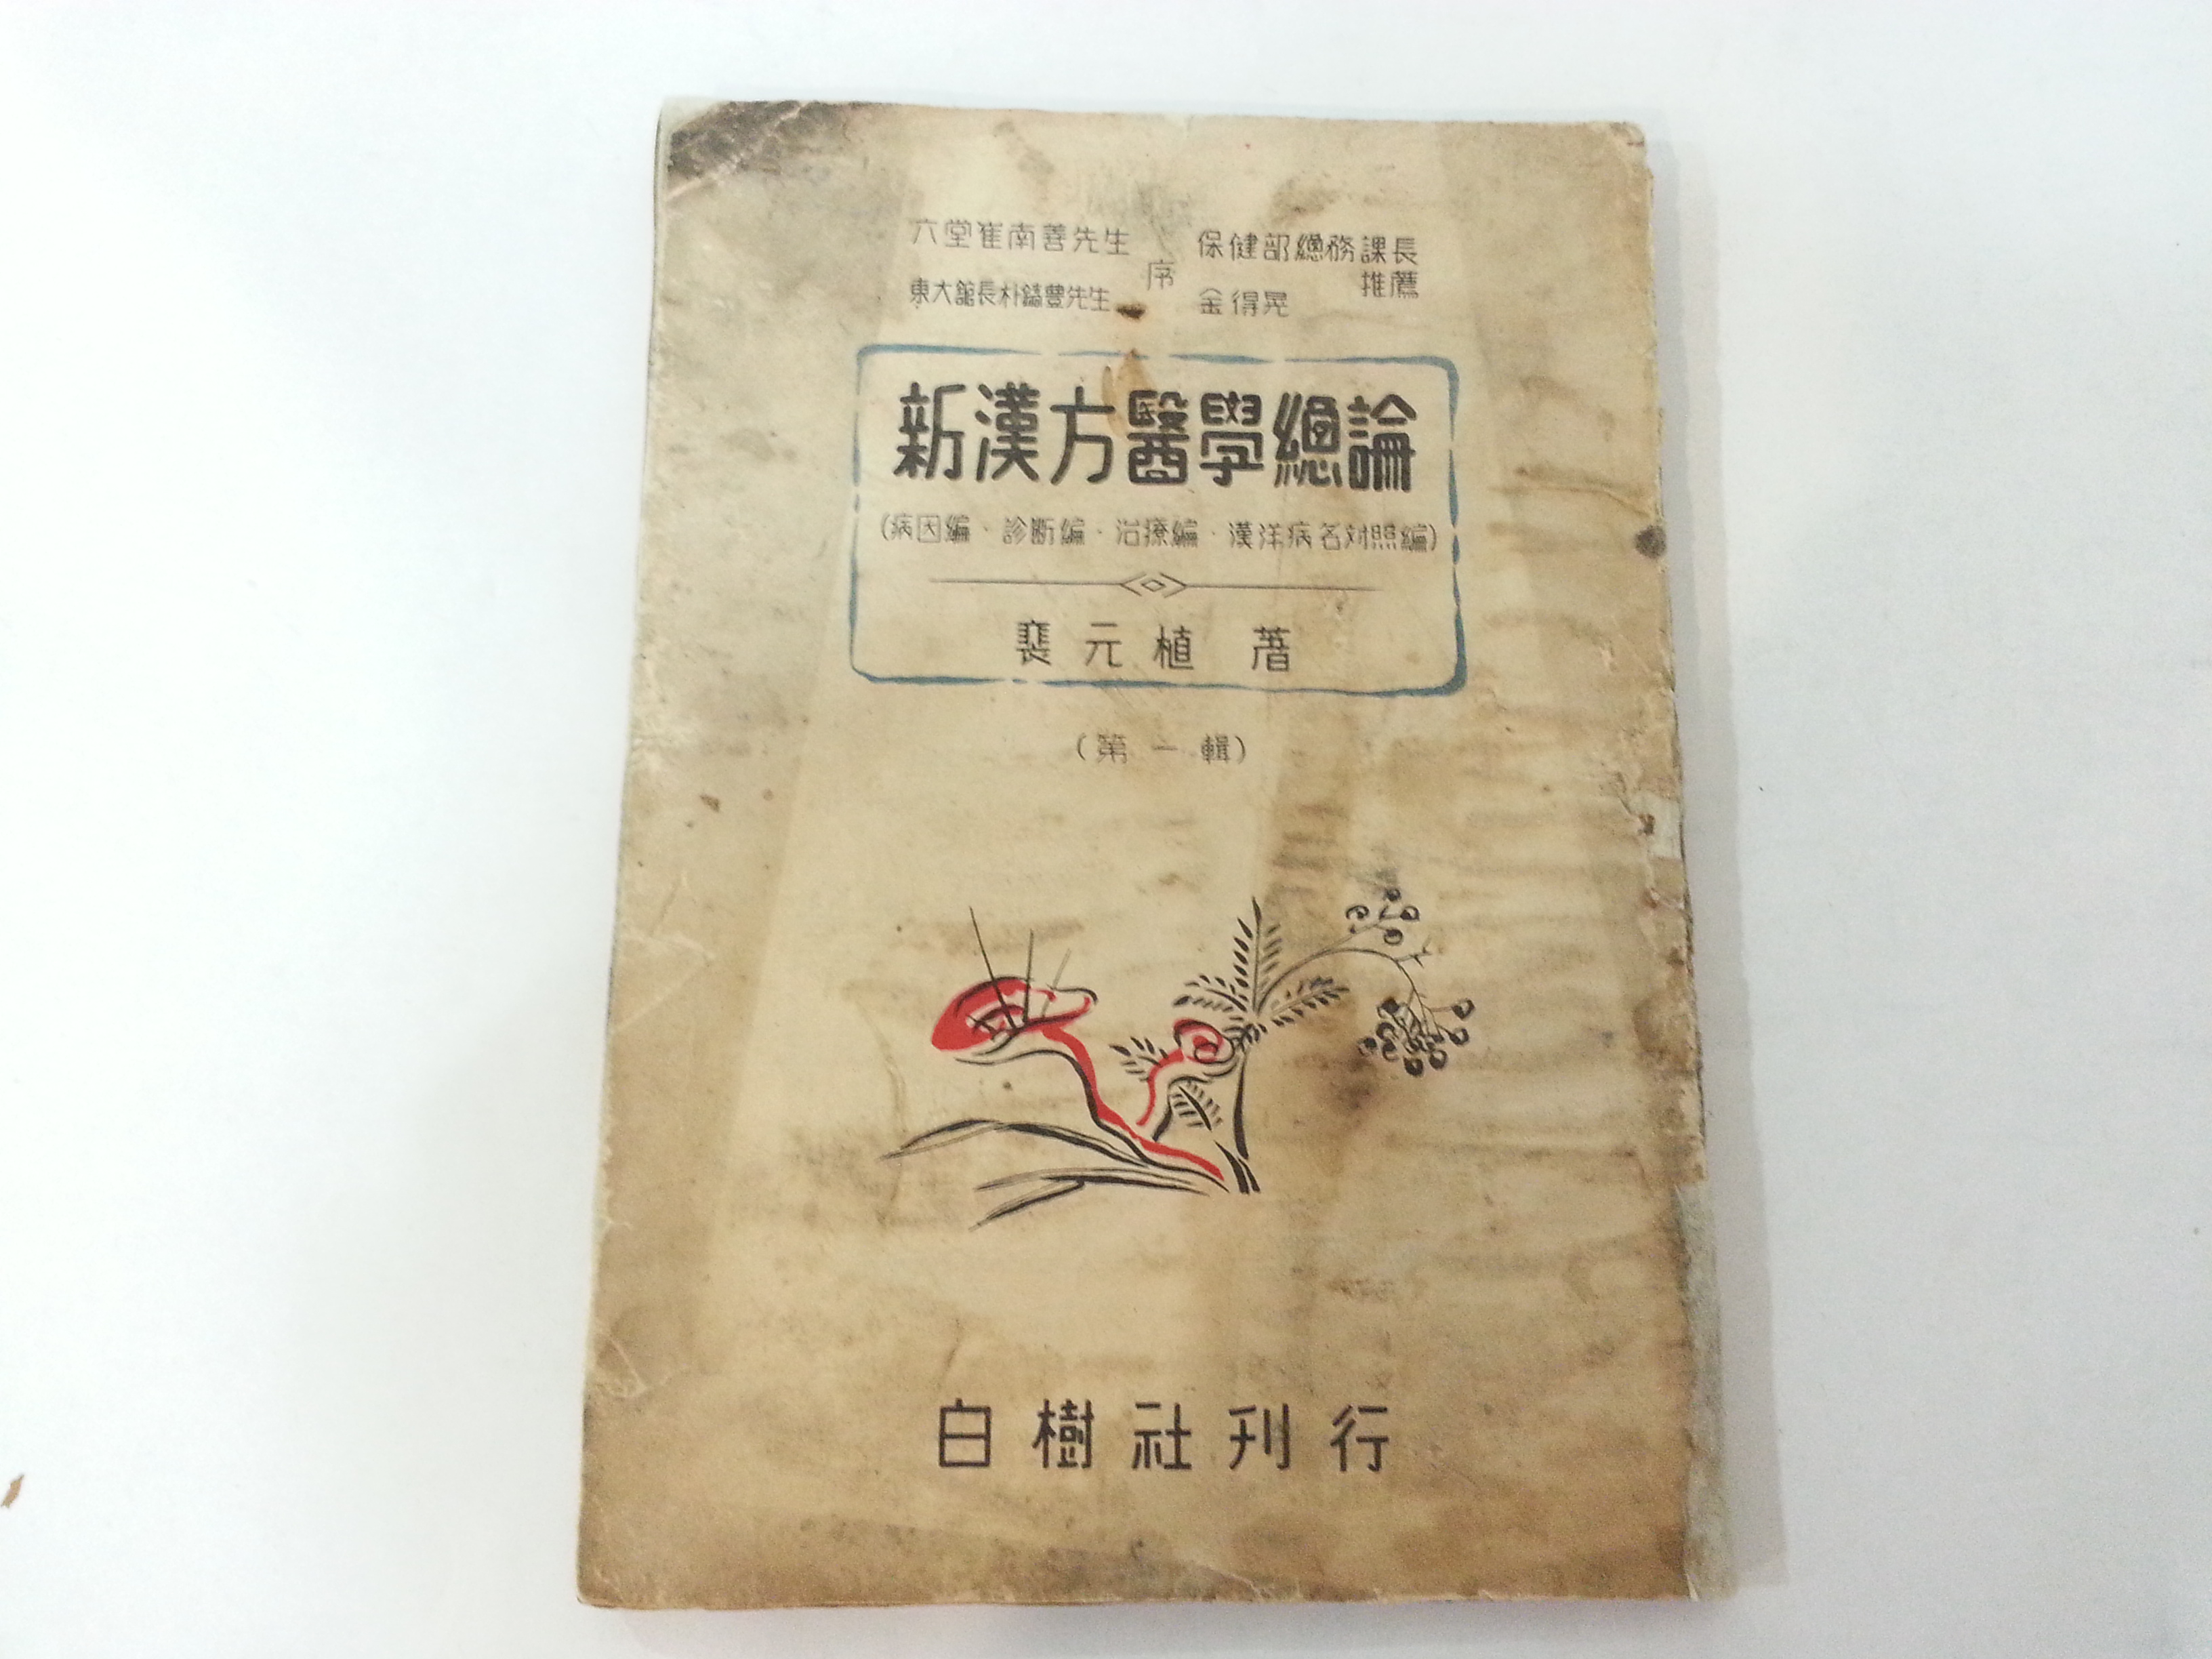 六堂崔南善先生
東大館長朴鑄豊先生
序
保健部總務課長
金得晃
推薦
新漢方醫學總論
(病因編·診断編·治療編·漢洋病名対照編)
裵元植 著
(第一輯)
白樹社刊行